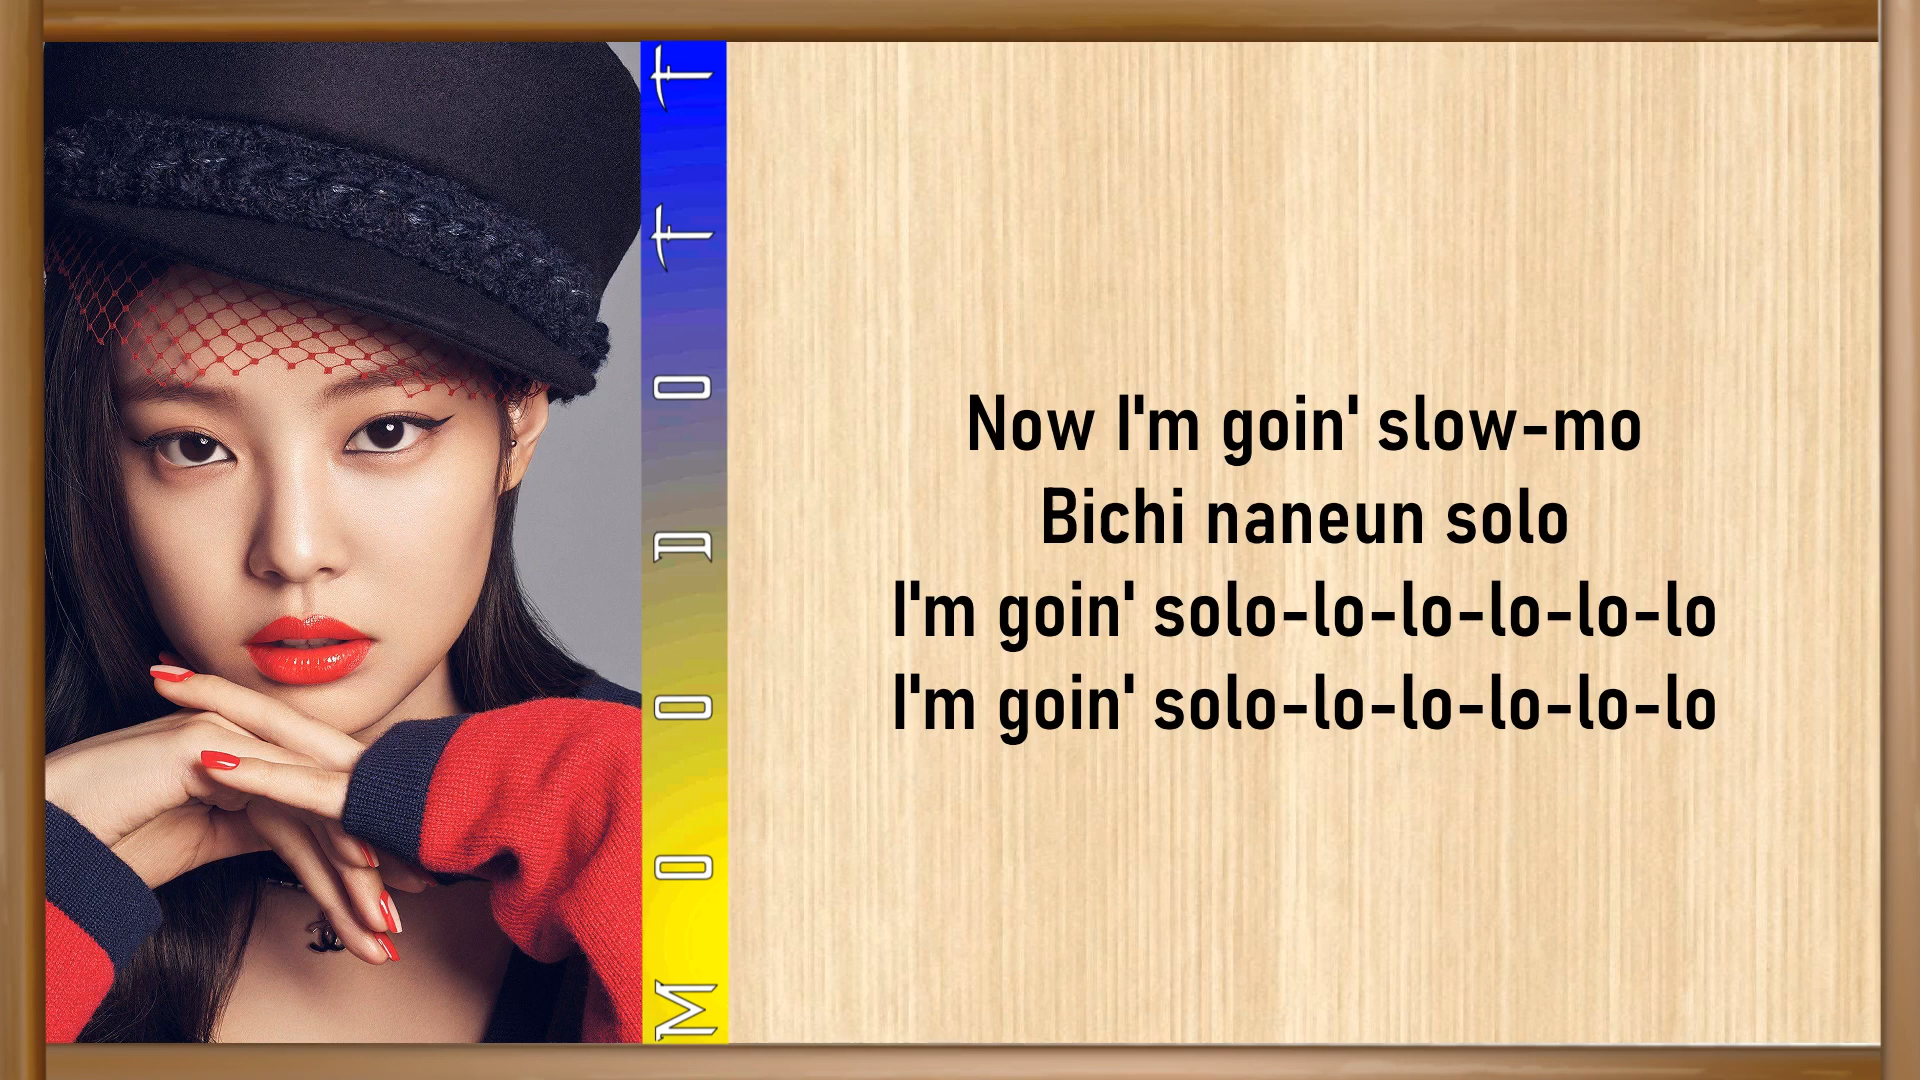 MOODOTT
Now I'm goin' slow-mo
Bichi naneun solo
I'm goin' solo-lo-lo-lo-lo-lo
I'm goin' solo-lo-lo-lo-lo-lo